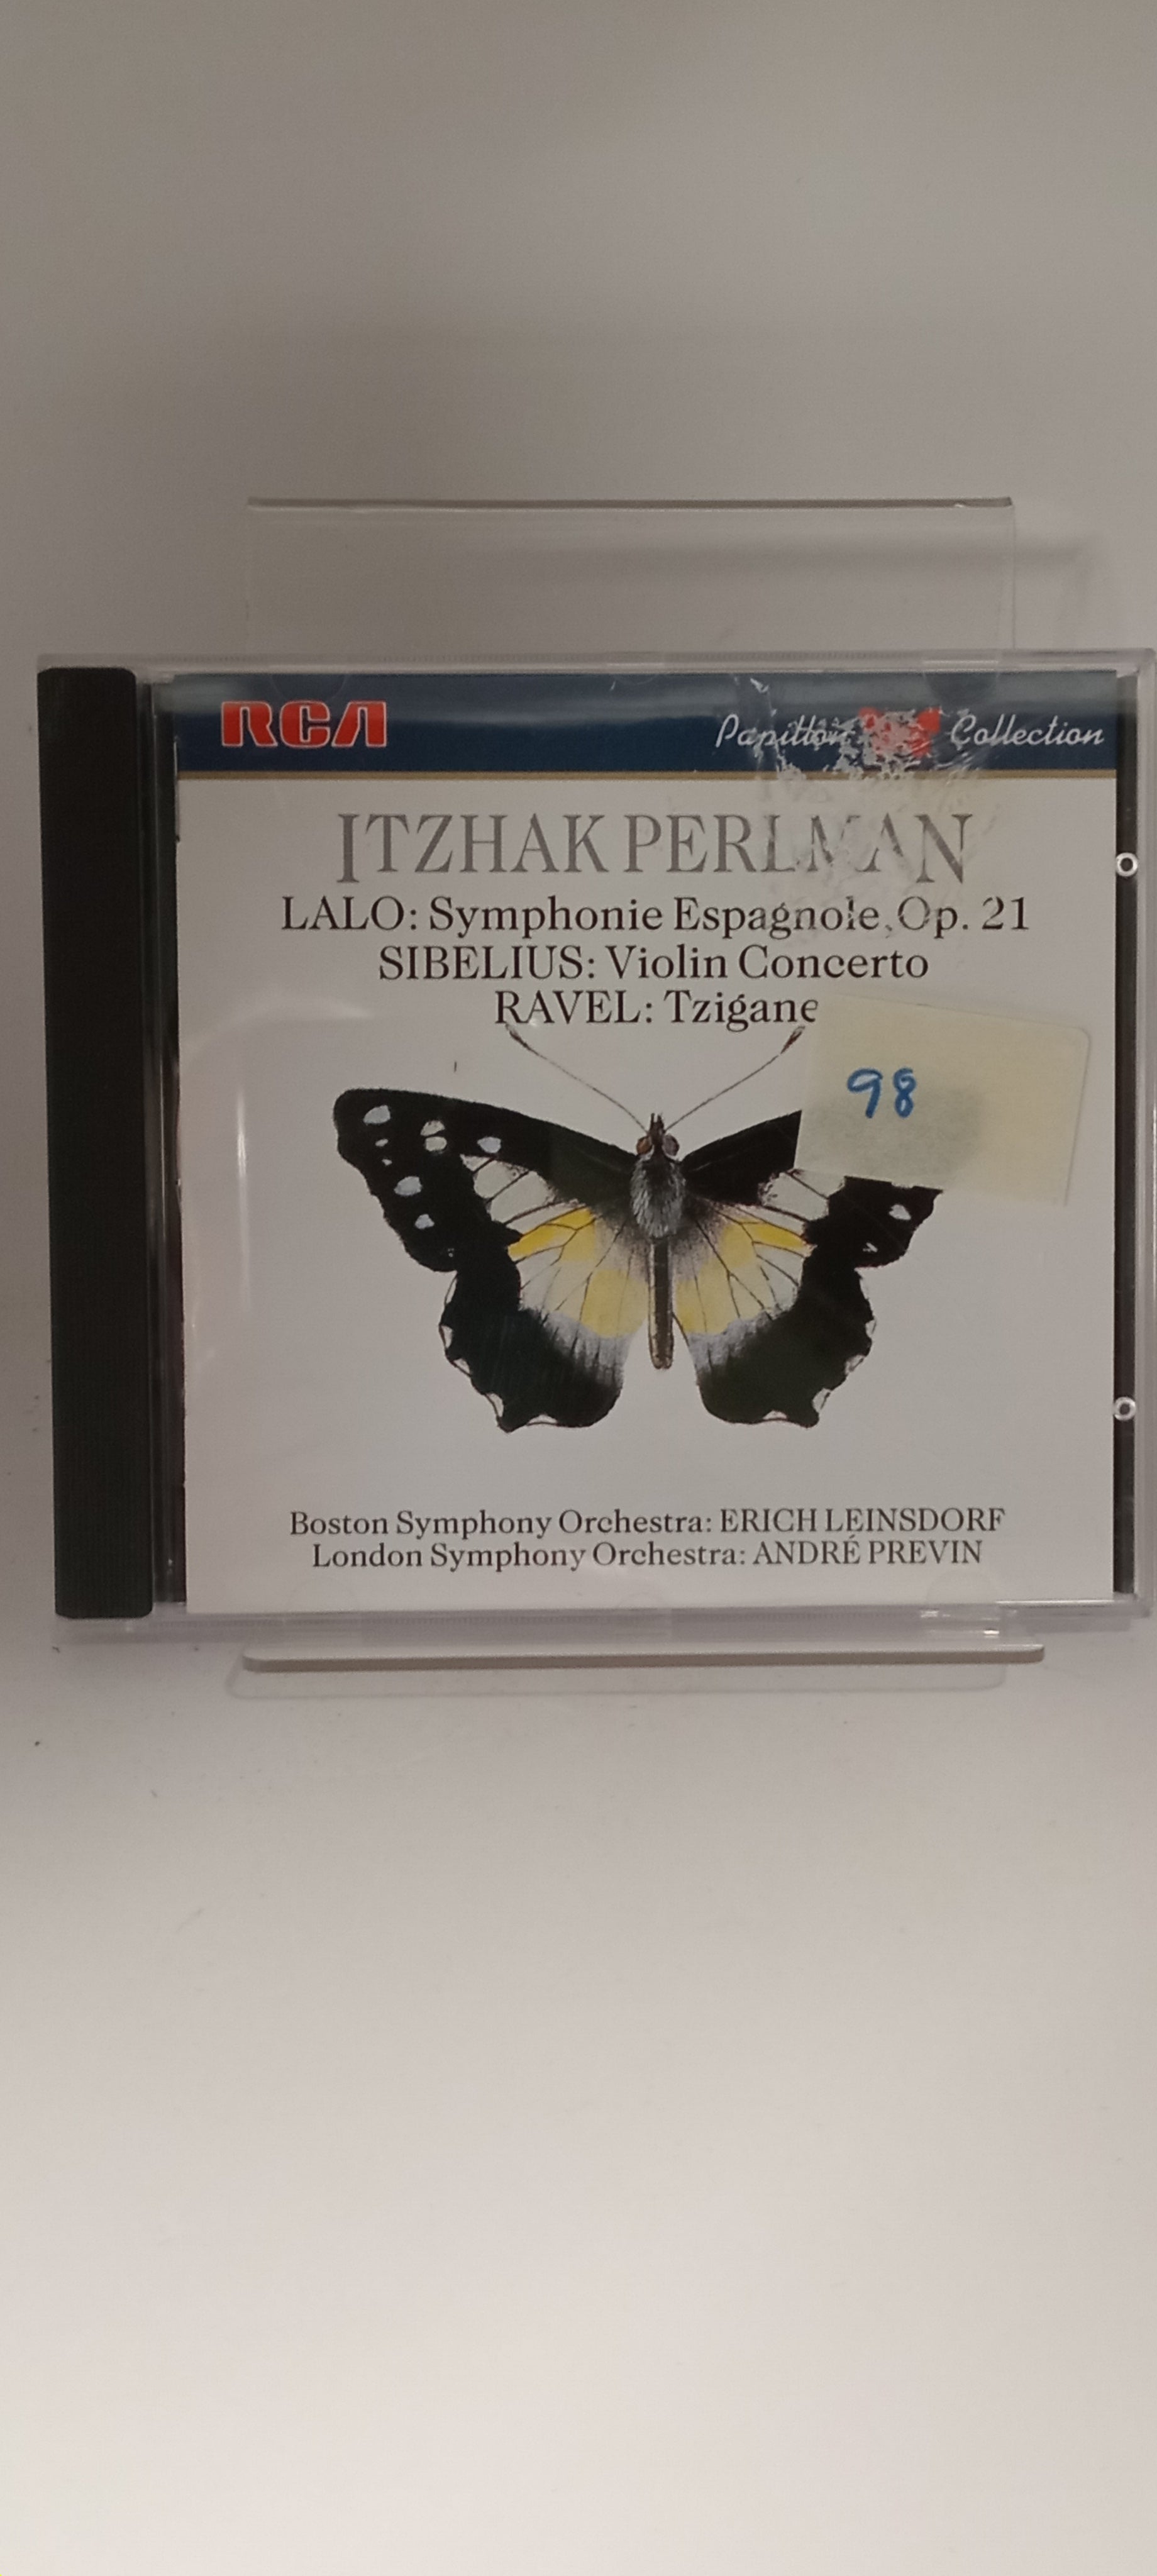 RCA
Papillon Collection
ITZHAK PERLMAN
LALO: Symphonie Espagnole, Op. 21
SIBELIUS: Violin Concerto
RAVEL: Tzigane
98
Boston Symphony Orchestra: ERICH LEINSDORF
London Symphony Orchestra: ANDRÉ PREVIN